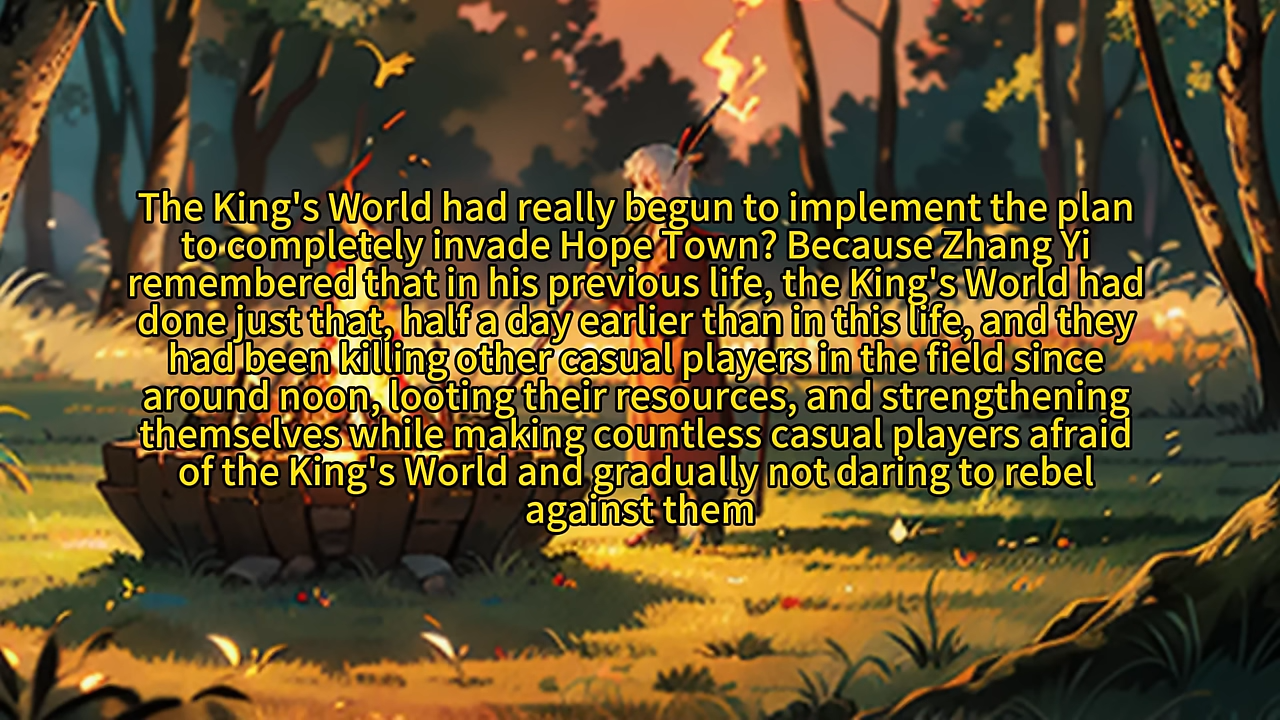 The King's World had really begun to implement the plan
to completely invade Hope Town? Because Zhang Yi
remembered that in his previous life, the King's World had
done just that, half a day earlier than in this life, and they
had been killing other casual players in the field since
around noon, looting their resources, and strengthening
themselves while making countless casual players afraid
of the King's World and gradually not daring to rebel
against them